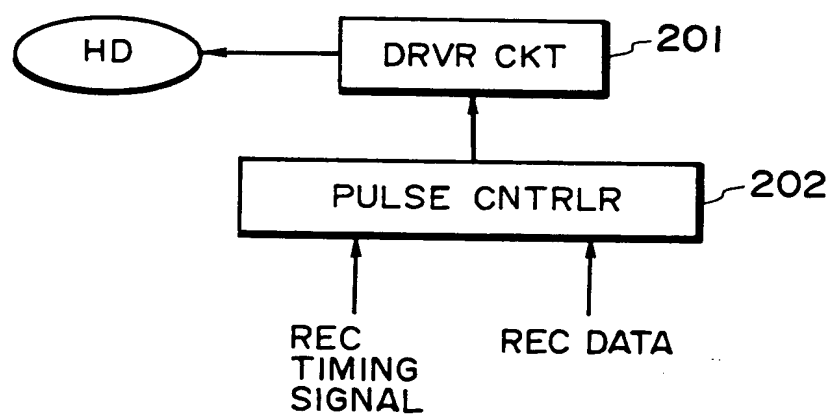 HD
DRVR CKT
201
PULSE CNTRLR
202
REC
TIMING
SIGNAL
REC DATA